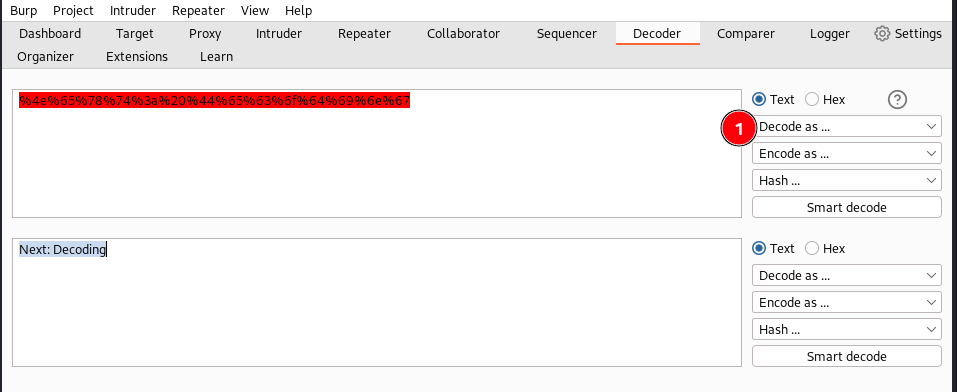 Burp Project Intruder Repeater View Help
Dashboard Target Proxy Intruder Repeater Collaborator Sequencer Decoder Comparer Logger Settings
Organizer Extensions Learn
%4e%65%78%74%3a%20%44%65%63%6f%64%69%6e%67
Text Hex ?
1 Decode as ...
Encode as ...
Hash ...
Smart decode
Next: Decoding
Text Hex
Decode as ...
Encode as ...
Hash ...
Smart decode